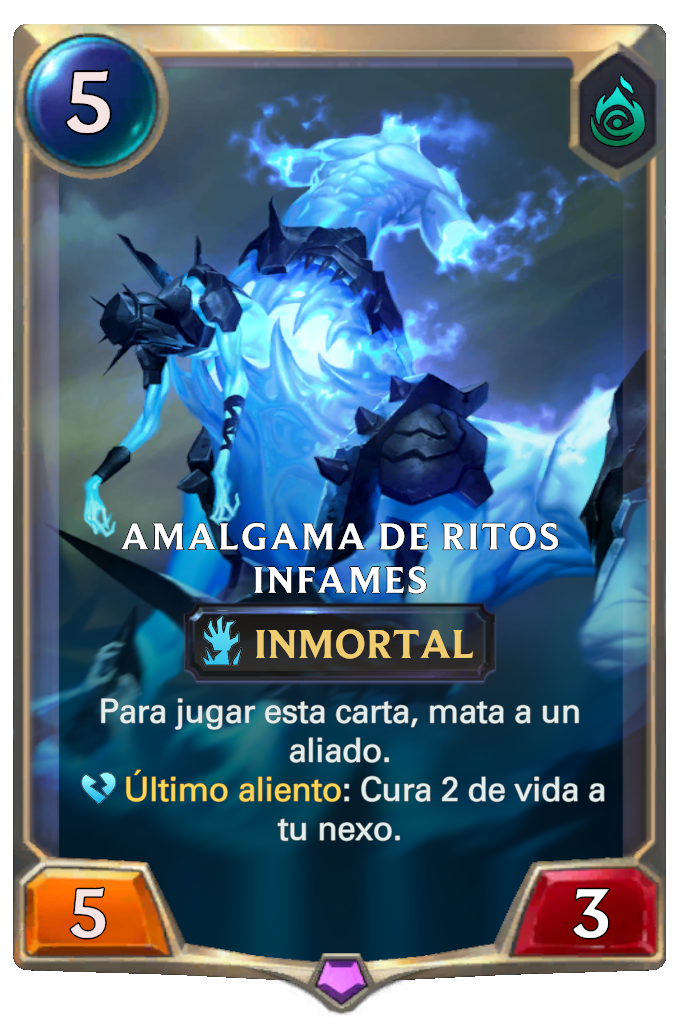 5
AMALGAMA DE RITOS
INFAMES
INMORTAL
Para jugar esta carta, mata a un
aliado.
Último aliento: Cura 2 de vida a
tu nexo.
5
3